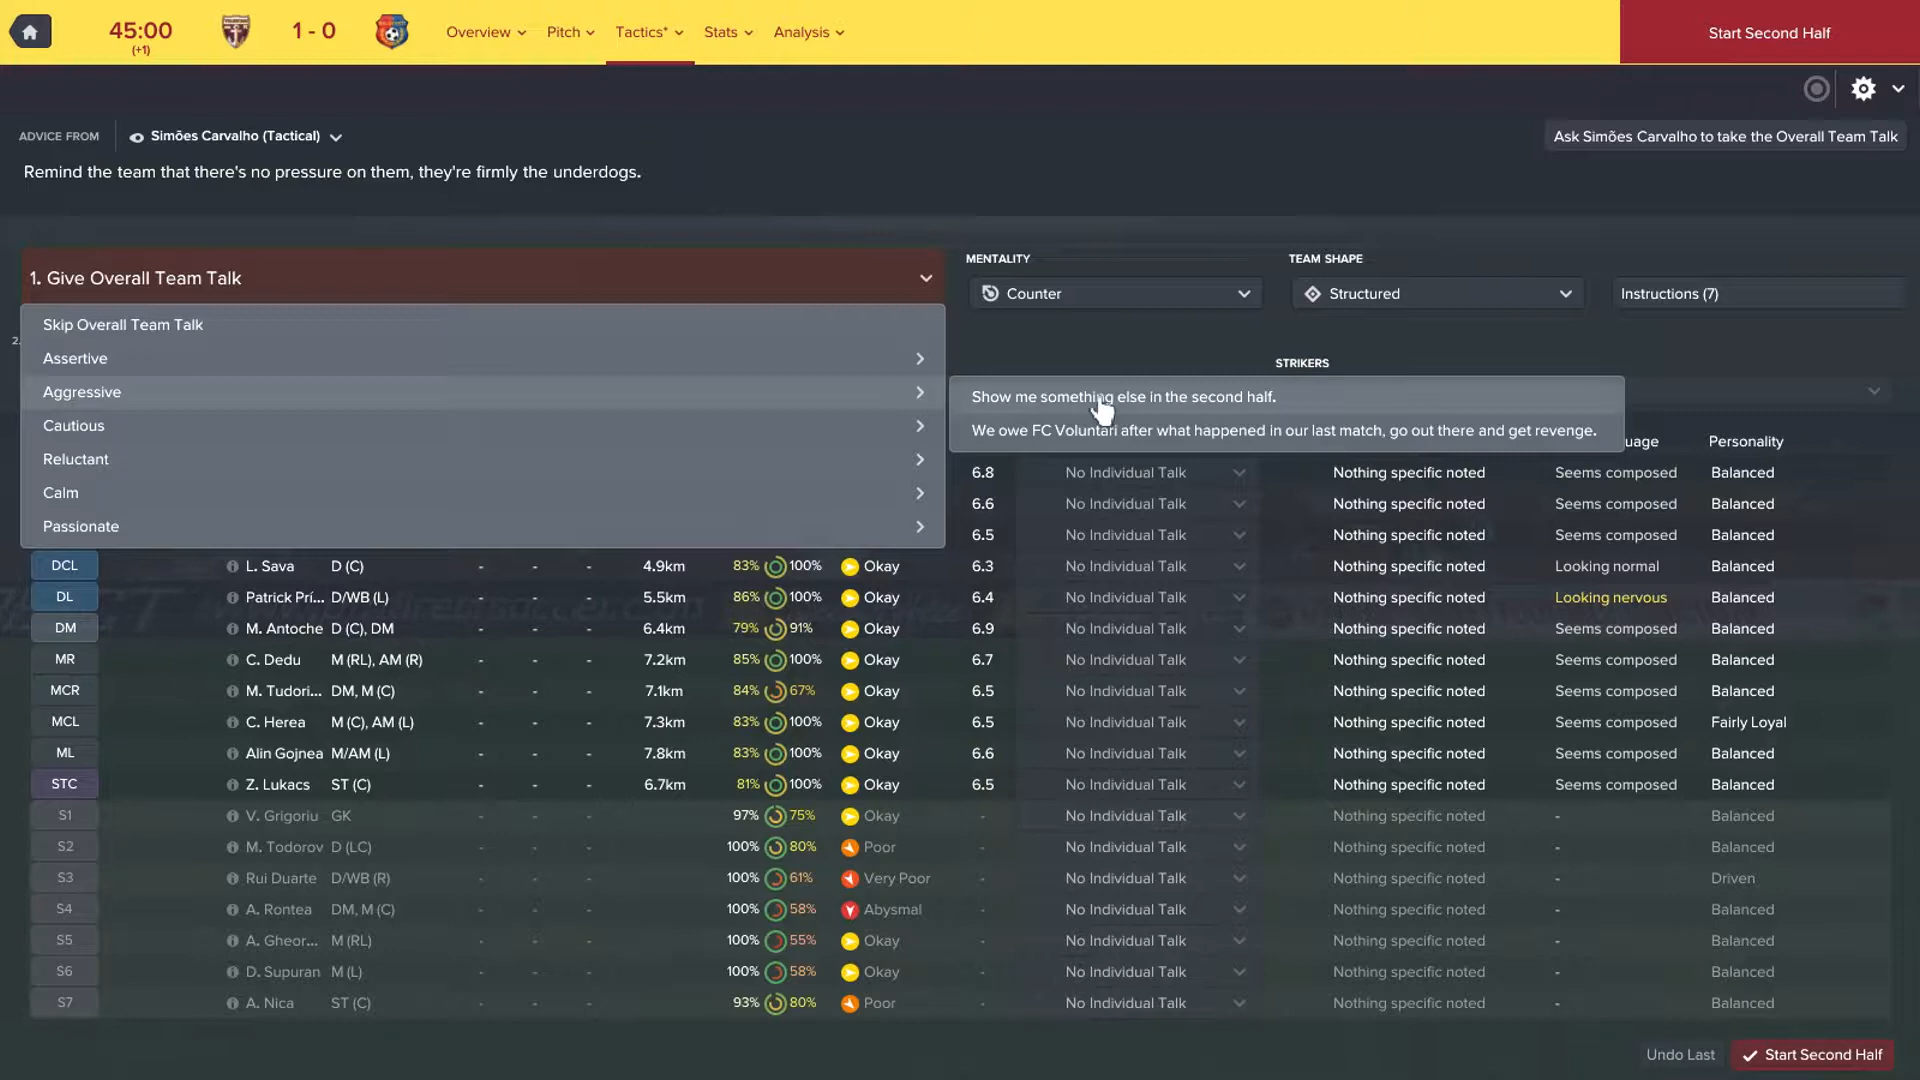 45:00
(+1)
1 - 0
Overview
Pitch
Tactics*
Stats
Analysis
Start Second Half
ADVICE FROM
Simões Carvalho (Tactical)
Ask Simões Carvalho to take the Overall Team Talk
Remind the team that there's no pressure on them, they're firmly the underdogs.
1. Give Overall Team Talk
MENTALITY
TEAM SHAPE
Counter
Structured
Instructions (7)
Skip Overall Team Talk
2.
Assertive
STRIKERS
Aggressive
Show me something else in the second half.
Cautious
We owe FC Voluntari after what happened in our last match, go out there and get revenge.
Personality
Reluctant
6.8 No Individual Talk Nothing specific noted Seems composed Balanced
Calm
6.6 No Individual Talk Nothing specific noted Seems composed Balanced
Passionate
6.5 No Individual Talk Nothing specific noted Seems composed Balanced
DCL L. Sava D (C) - - - 4.9km 83% 100% Okay 6.3 No Individual Talk Nothing specific noted Looking normal Balanced
DL Patrick Prí... D/WB (L) - - - 5.5km 86% 100% Okay 6.4 No Individual Talk Nothing specific noted Looking nervous Balanced
DM M. Antoche D (C), DM - - - 6.4km 79% 91% Okay 6.9 No Individual Talk Nothing specific noted Seems composed Balanced
MR C. Dedu M (RL), AM (R) - - - 7.2km 85% 100% Okay 6.7 No Individual Talk Nothing specific noted Seems composed Balanced
MCR M. Tudori... DM, M (C) - - - 7.1km 84% 67% Okay 6.5 No Individual Talk Nothing specific noted Seems composed Balanced
MCL C. Herea M (C), AM (L) - - - 7.3km 83% 100% Okay 6.5 No Individual Talk Nothing specific noted Seems composed Fairly Loyal
ML Alin Gojnea M/AM (L) - - - 7.8km 83% 100% Okay 6.6 No Individual Talk Nothing specific noted Seems composed Balanced
STC Z. Lukacs ST (C) - - - 6.7km 81% 100% Okay 6.5 No Individual Talk Nothing specific noted Seems composed Balanced
S1 V. Grigoriu GK - - - 97% 75% Okay - No Individual Talk Nothing specific noted - Balanced
S2 M. Todorov D (LC) - - - 100% 80% Poor - No Individual Talk Nothing specific noted - Balanced
S3 Rui Duarte D/WB (R) - - - 100% 61% Very Poor - No Individual Talk Nothing specific noted - Driven
S4 A. Rontea DM, M (C) - - - 100% 58% Abysmal - No Individual Talk Nothing specific noted - Balanced
S5 A. Gheor... M (RL) - - - 100% 55% Okay - No Individual Talk Nothing specific noted - Balanced
S6 D. Supuran M (L) - - - 100% 58% Okay - No Individual Talk Nothing specific noted - Balanced
S7 A. Nica ST (C) - - - 93% 80% Poor - No Individual Talk Nothing specific noted - Balanced
Undo Last
Start Second Half